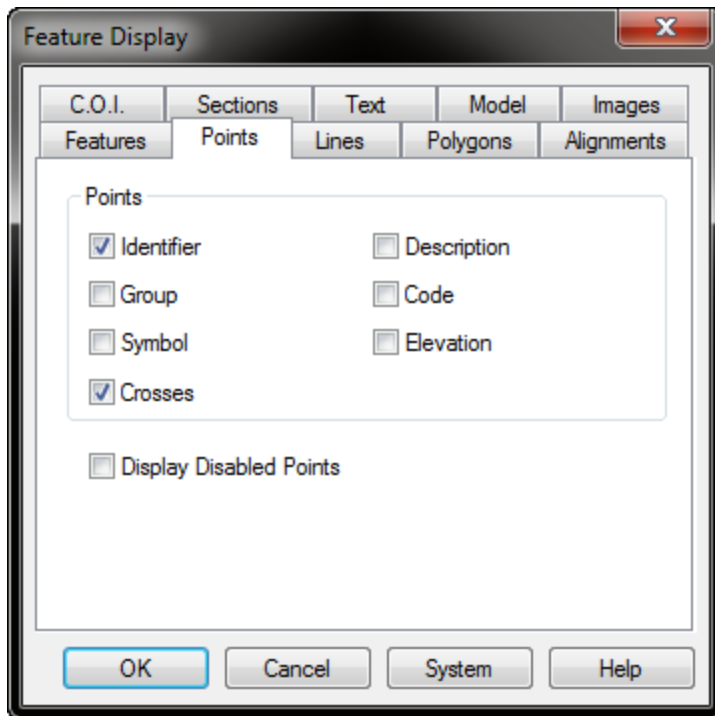 Feature Display
C.O.I. Sections Text Model Images
Features Points Lines Polygons Alignments
Points
Identifier Description
Group Code
Symbol Elevation
Crosses
Display Disabled Points
OK Cancel System Help